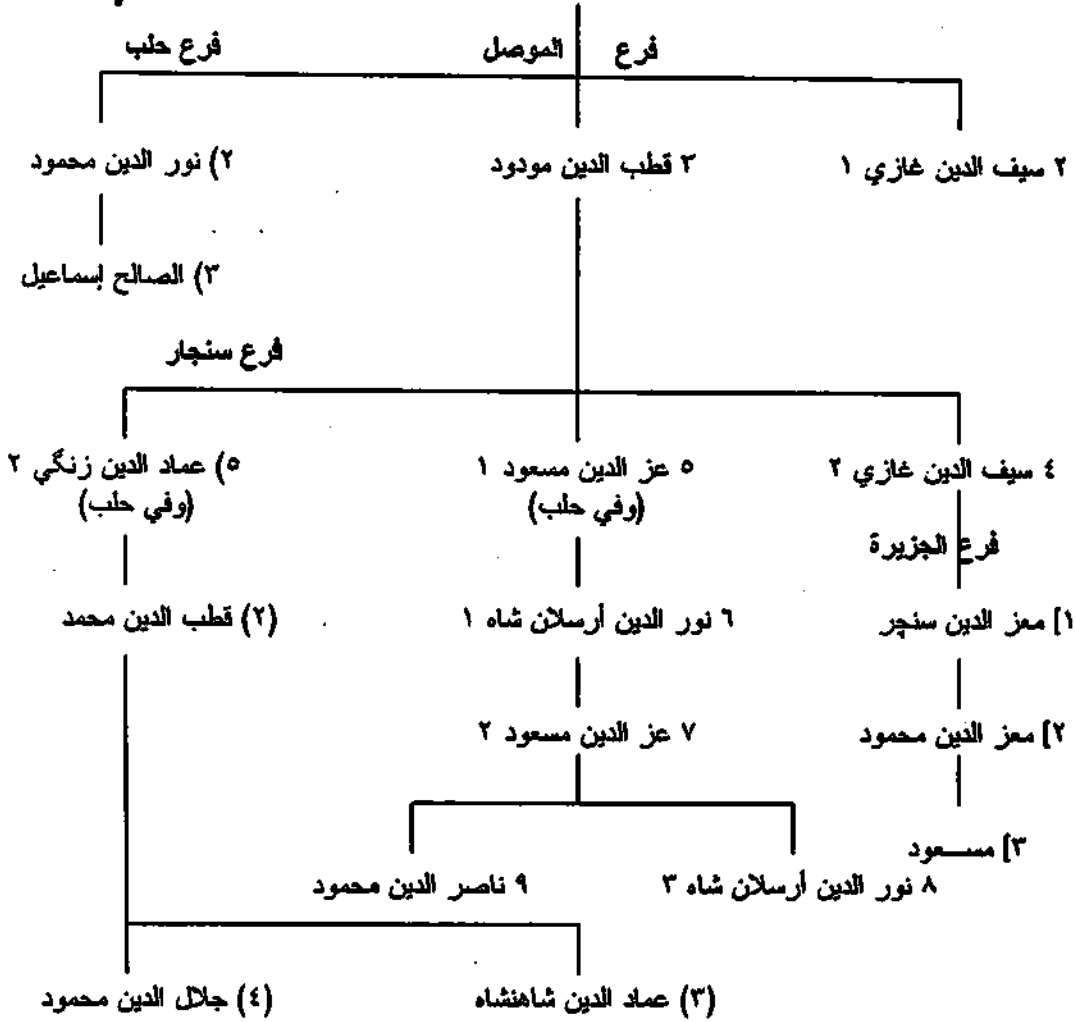 فرع الموصل فرع حلب
٢ سيف الدين غازي ١ ٣ قطب الدين مودود ٢) نور الدين محمود
٣) الصالح إسماعيل
فرع سنجار
٤ سيف الدين غازي ٢ ٥ عز الدين مسعود ١ ٥) عماد الدين زنگي ٢
(وفي حلب) (وفي حلب)
فرع الجزيرة
١] معز الدين سنجر ٦ نور الدين أرسلان شاه ١ (٢) قطب الدين محمد
٢] معز الدين محمود ٧ عز الدين مسعود ٢
٣] مسعود
٨ نور الدين أرسلان شاه ٣ ٩ ناصر الدين محمود
(٣) عماد الدين شاهنشاه (٤) جلال الدين محمود